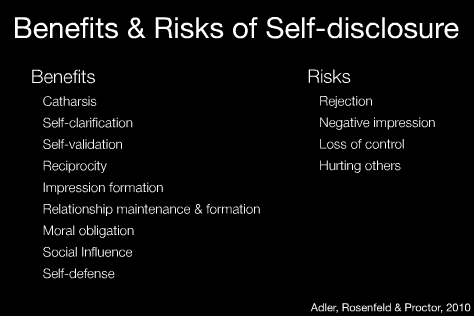 Benefits & Risks of Self-disclosure
Benefits
Catharsis
Self-clarification
Self-validation
Reciprocity
Impression formation
Relationship maintenance & formation
Moral obligation
Social Influence
Self-defense
Risks
Rejection
Negative impression
Loss of control
Hurting others
Adler, Rosenfeld & Proctor, 2010